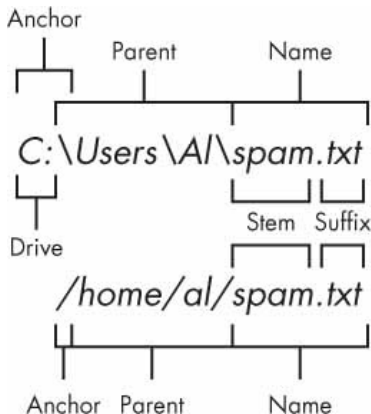 Anchor
Parent Name
C:\Users\Al\spam.txt
Stem Suffix
Drive
/home/al/spam.txt
Anchor Parent Name